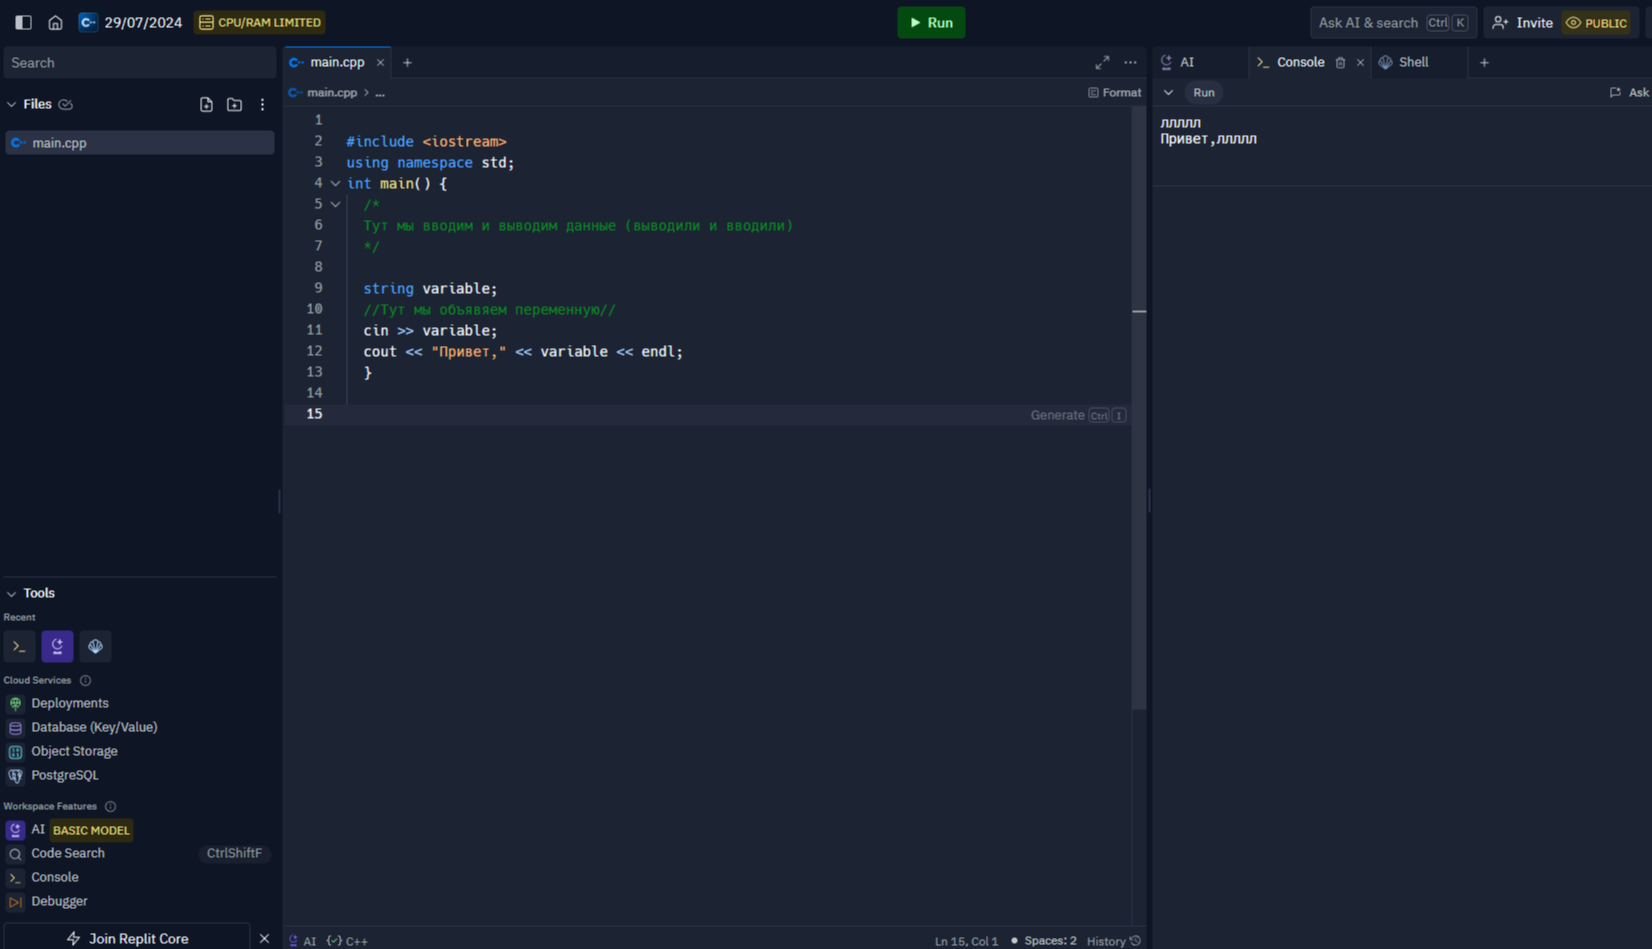 29/07/2024 CPU/RAM LIMITED Run Ask AI & search Ctrl K Invite PUBLIC
Search
Files
main.cpp
Tools
Recent
Cloud Services
Deployments
Database (Key/Value)
Object Storage
PostgreSQL
Workspace Features
AI BASIC MODEL
Code Search CtrlShiftF
Console
Debugger
Join Replit Core
main.cpp
main.cpp > ... Format
1
2 #include <iostream>
3 using namespace std;
4 int main() {
5 /*
6 Тут мы вводим и выводим данные (выводили и вводили)
7 */
8
9 string variable;
10 //Тут мы объявяем переменную//
11 cin >> variable;
12 cout << "Привет," << variable << endl;
13 }
14
15 Generate Ctrl I
AI C++ Ln 15, Col 1 Spaces: 2 History
AI Console Shell
Run Ask
ллллл
Привет,ллллл